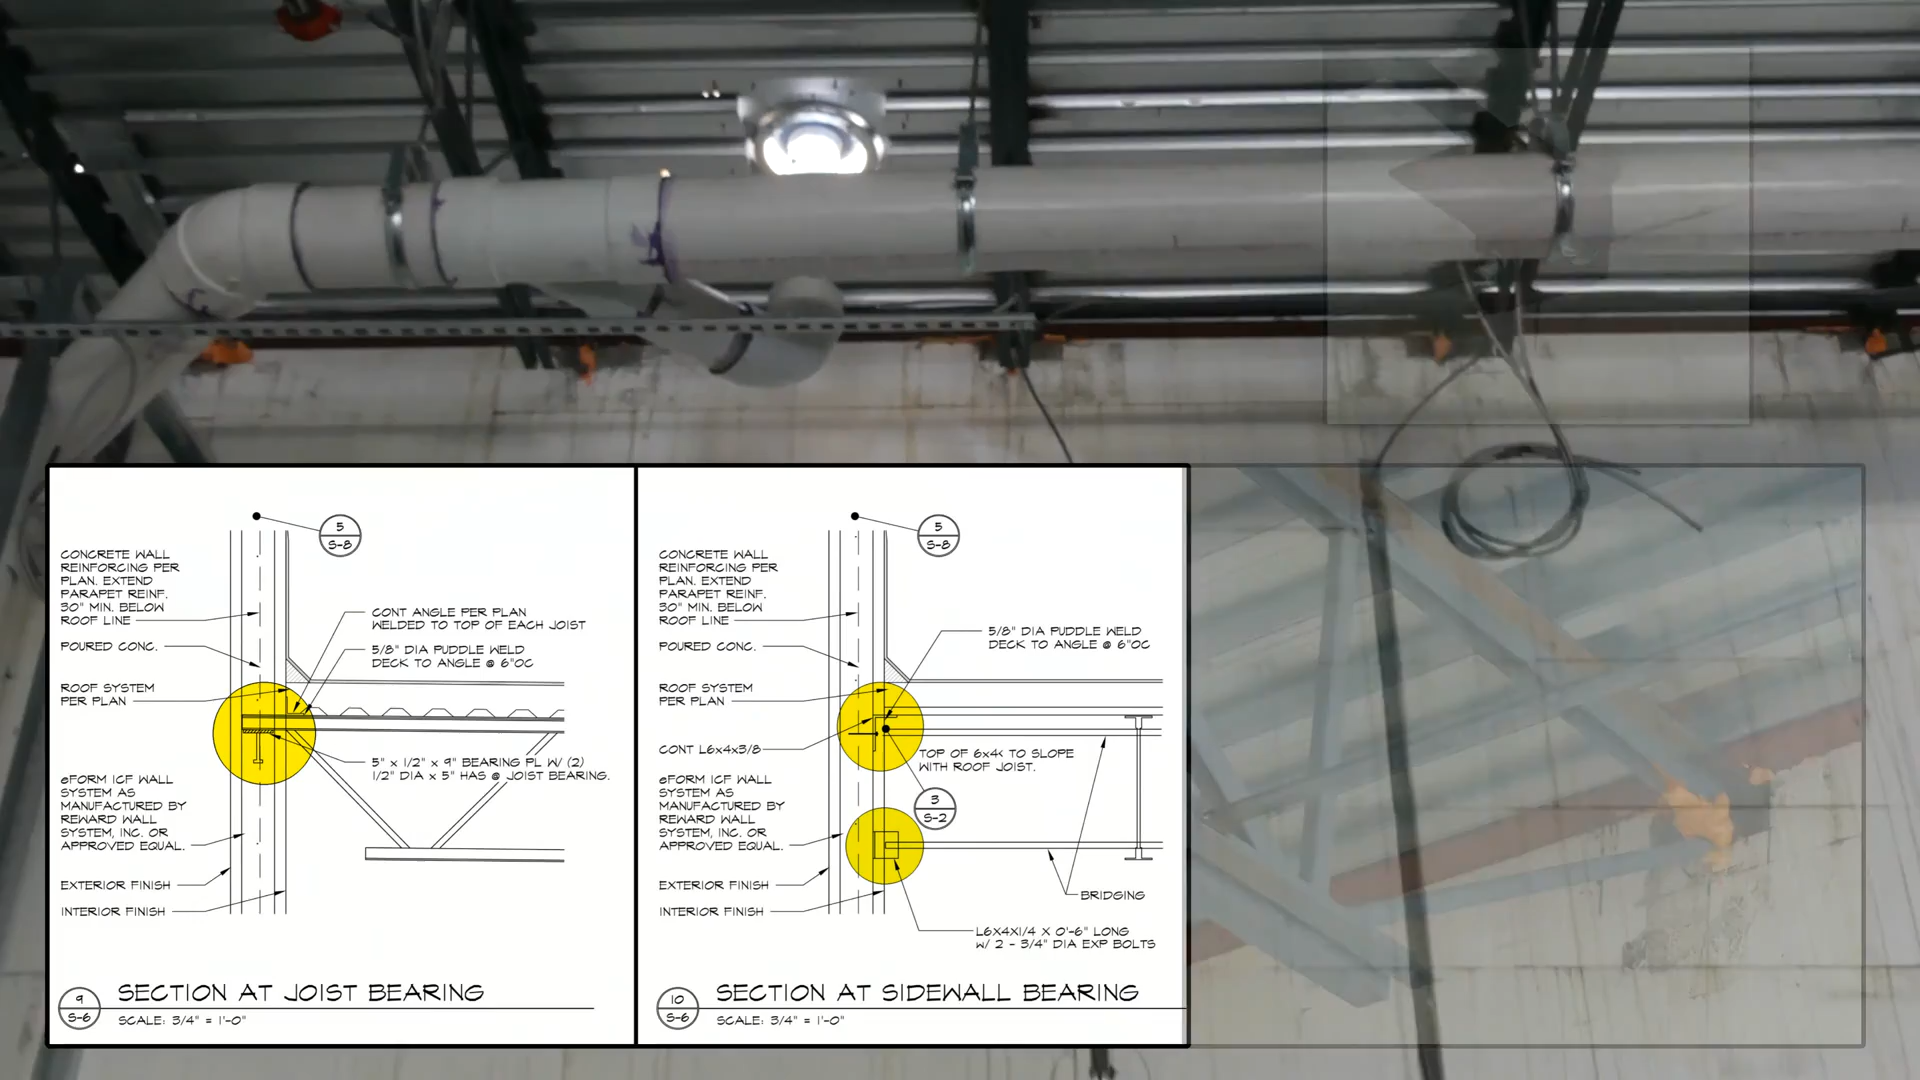 5
S-8
CONCRETE WALL
REINFORCING PER
PLAN. EXTEND
PARAPET REINF.
30" MIN. BELOW
ROOF LINE
CONT ANGLE PER PLAN
WELDED TO TOP OF EACH JOIST
POURED CONC.
5/8" DIA PUDDLE WELD
DECK TO ANGLE @ 6"OC
ROOF SYSTEM
PER PLAN
5" x 1/2" x 9" BEARING PL W/ (2)
1/2" DIA x 5" HAS @ JOIST BEARING.
eFORM ICF WALL
SYSTEM AS
MANUFACTURED BY
REWARD WALL
SYSTEM, INC. OR
APPROVED EQUAL.
EXTERIOR FINISH
INTERIOR FINISH
9
S-6
SECTION AT JOIST BEARING
SCALE: 3/4" = 1'-0"
5
S-8
CONCRETE WALL
REINFORCING PER
PLAN. EXTEND
PARAPET REINF.
30" MIN. BELOW
ROOF LINE
5/8" DIA PUDDLE WELD
DECK TO ANGLE @ 6"OC
POURED CONC.
ROOF SYSTEM
PER PLAN
CONT L6x4x3/8
TOP OF 6x4< TO SLOPE
WITH ROOF JOIST.
eFORM ICF WALL
SYSTEM AS
MANUFACTURED BY
REWARD WALL
SYSTEM, INC. OR
APPROVED EQUAL.
3
S-2
EXTERIOR FINISH
BRIDGING
INTERIOR FINISH
L6X4X1/4 X 0'-6" LONG
W/ 2 - 3/4" DIA EXP BOLTS
10
S-6
SECTION AT SIDEWALL BEARING
SCALE: 3/4" = 1'-0"